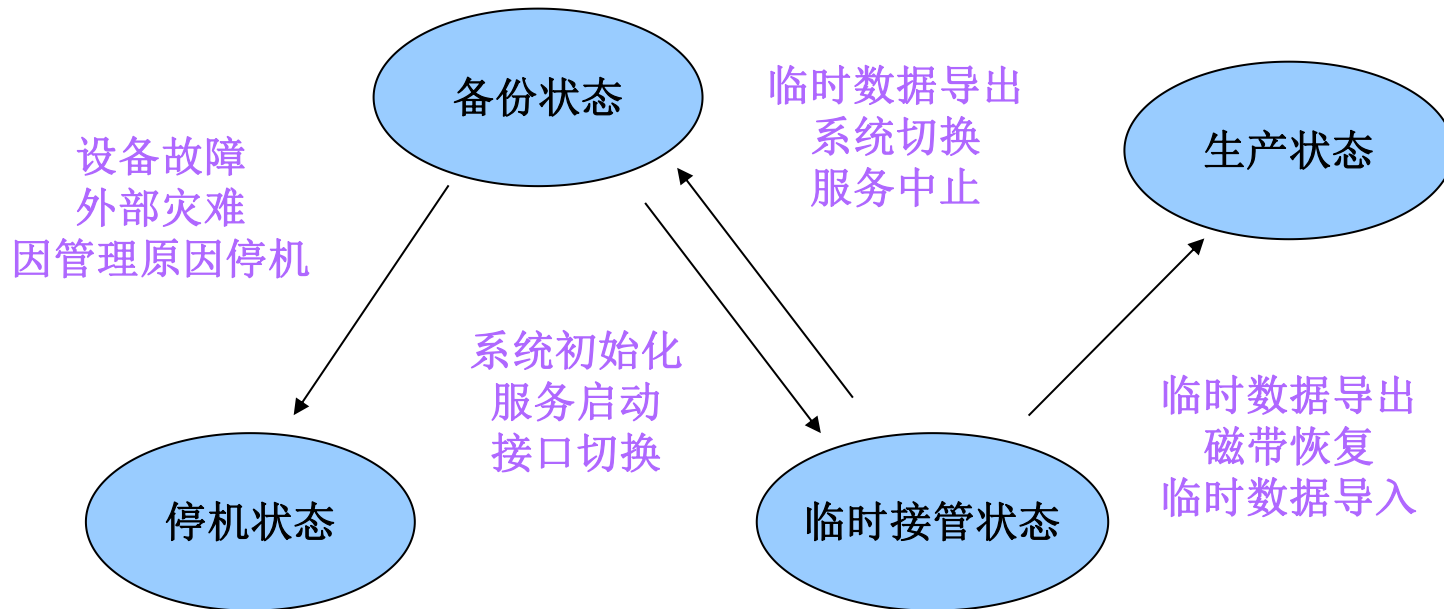 备份状态
临时数据导出
系统切换
服务中止
生产状态
设备故障
外部灾难
因管理原因停机
系统初始化
服务启动
接口切换
临时数据导出
磁带恢复
临时数据导入
停机状态
临时接管状态